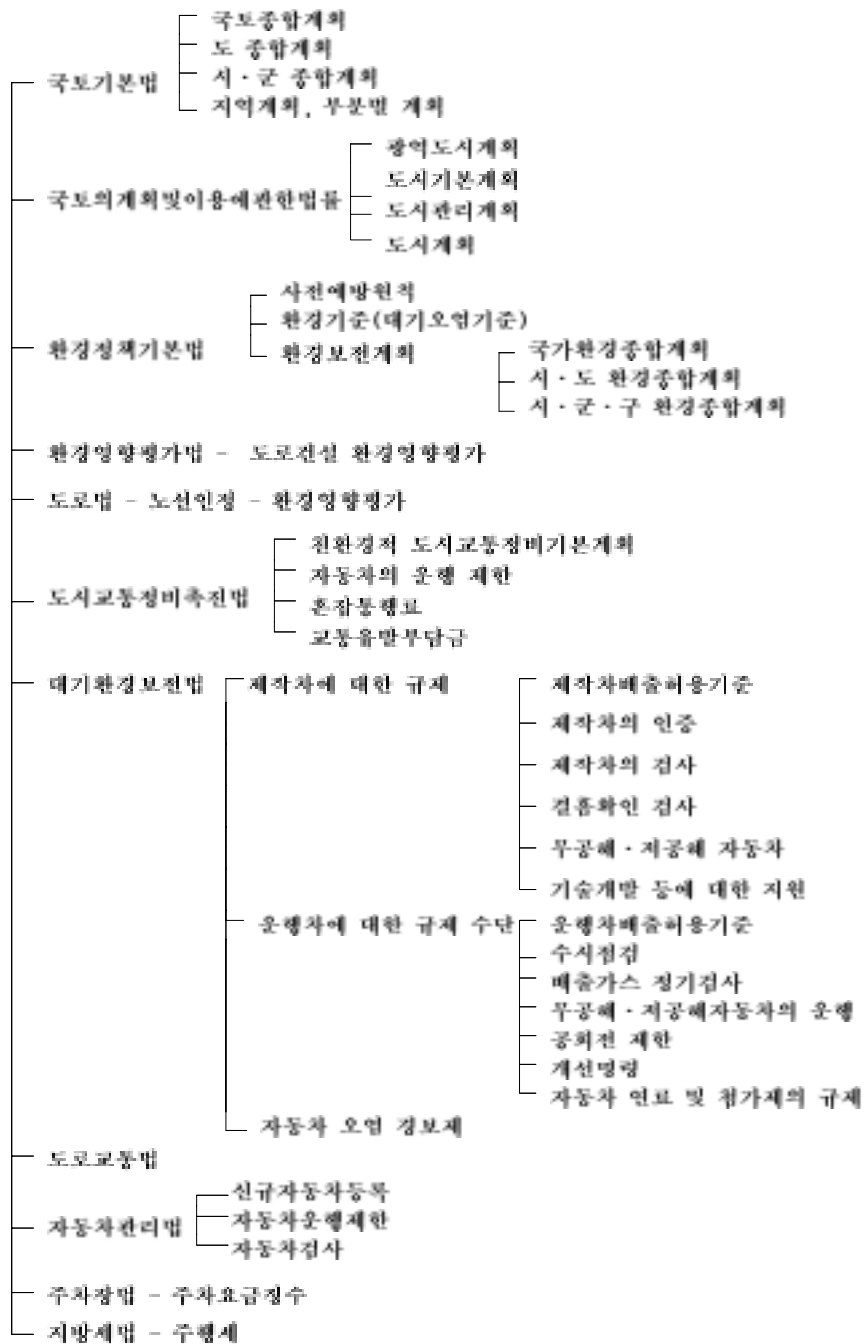 국토종합계획
도 종합계획
국토기본법
시·군 종합계획
지역계획, 부분별 계획
광역도시계획
도시기본계획
국토의계획및이용에관한법률
도시관리계획
도시계획
사전예방원칙
환경기준(대기오염기준)
환경정책기본법
환경보전계획
국가환경종합계획
시·도 환경종합계획
시·군·구 환경종합계획
환경영향평가법 - 도로건설 환경영향평가
도로법 - 노선인정 - 환경영향평가
친환경적 도시교통정비기본계획
자동차의 운행 제한
도시교통정비촉진법
혼잡통행료
교통유발부담금
대기환경보전법
제작차에 대한 규제
제작차배출허용기준
제작차의 인증
제작차의 검사
결함확인 검사
무공해·저공해 자동차
기술개발 등에 대한 지원
운행차에 대한 규제 수단
운행차배출허용기준
수시점검
배출가스 정기검사
무공해·저공해자동차의 운행
공회전 제한
개선명령
자동차 연료 및 첨가제의 규제
자동차 오염 경보제
도로교통법
신규자동차등록
자동차관리법
자동차운행제한
자동차검사
주차장법 - 주차요금징수
지방세법 - 주행세